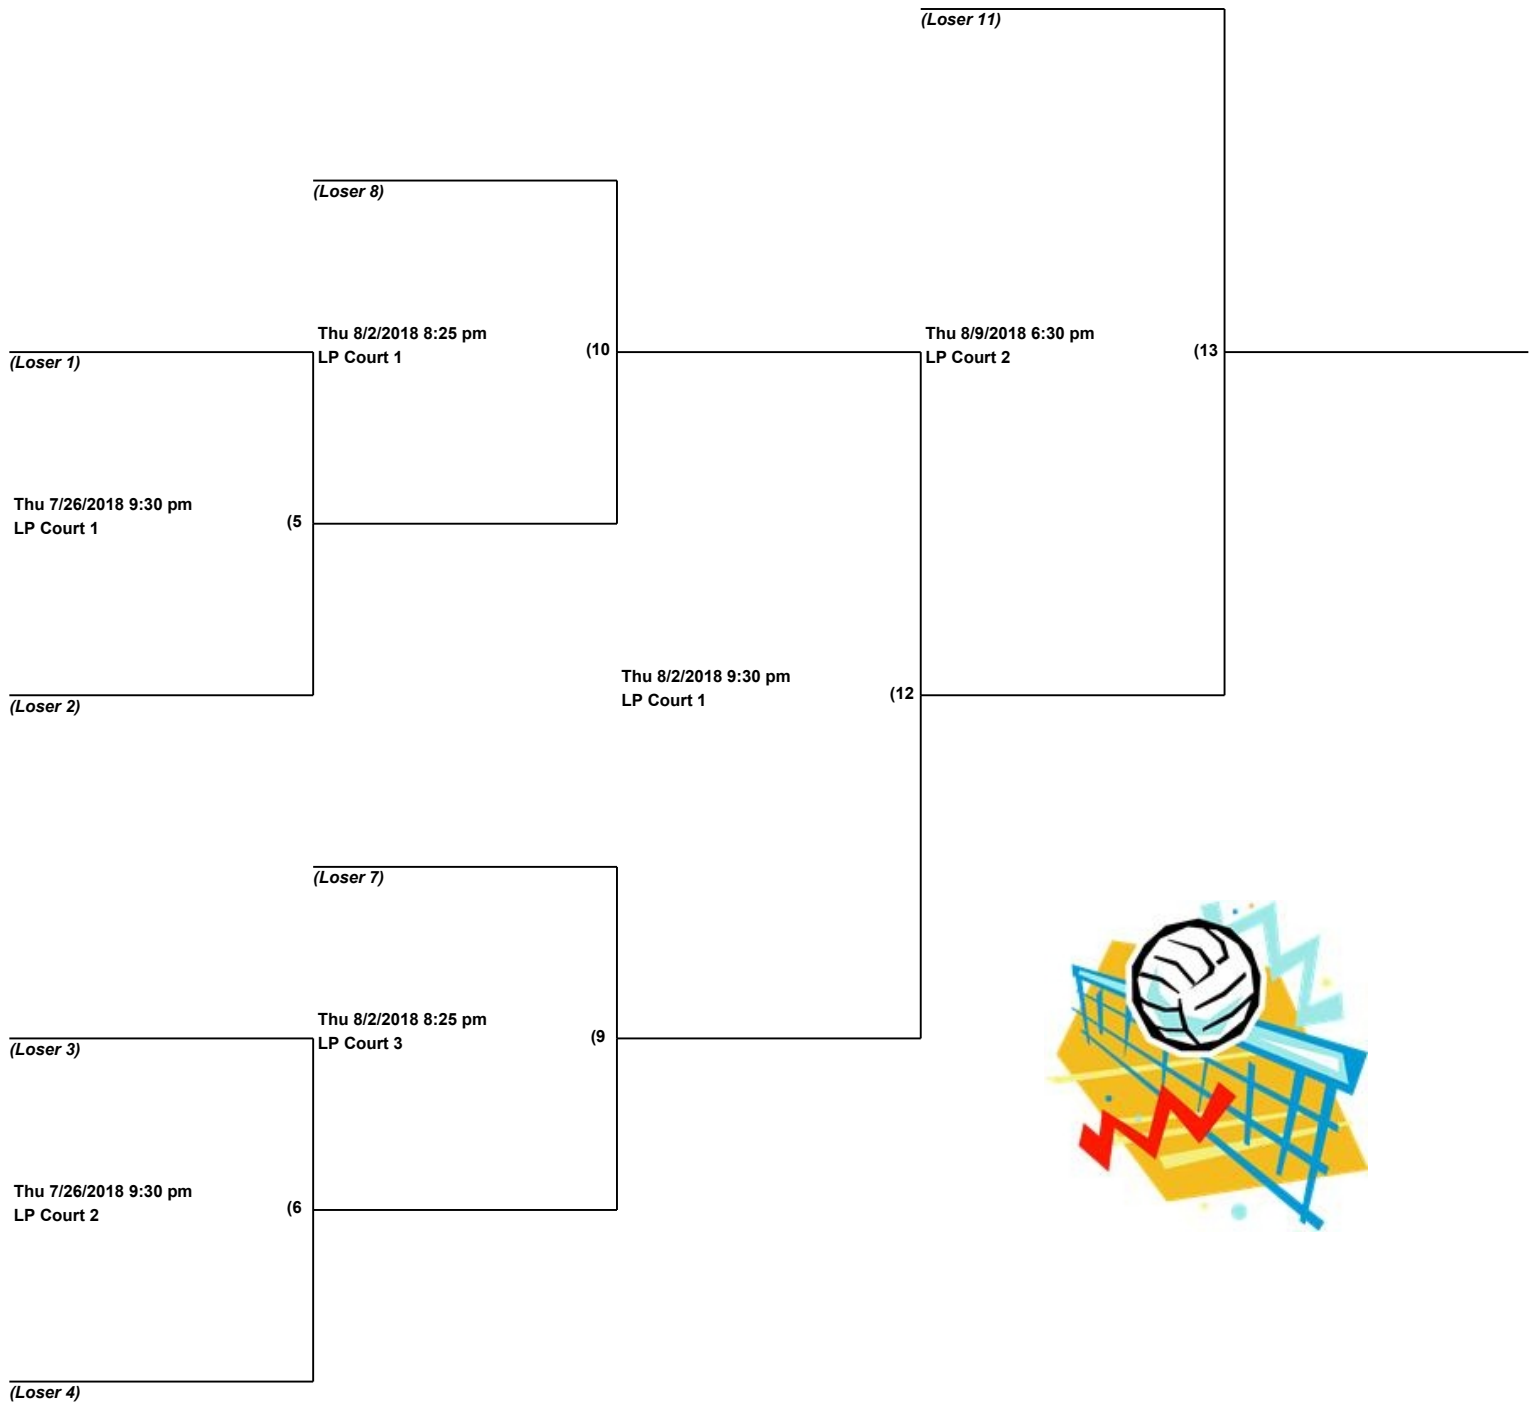 (Loser 11)
(Loser 8)
Thu 8/2/2018 8:25 pm
LP Court 1
(10
Thu 8/9/2018 6:30 pm
LP Court 2
(13
(Loser 1)
Thu 7/26/2018 9:30 pm
LP Court 1
(5
(Loser 2)
Thu 8/2/2018 9:30 pm
LP Court 1
(12
(Loser 7)
Thu 8/2/2018 8:25 pm
LP Court 3
(9
(Loser 3)
Thu 7/26/2018 9:30 pm
LP Court 2
(6
(Loser 4)